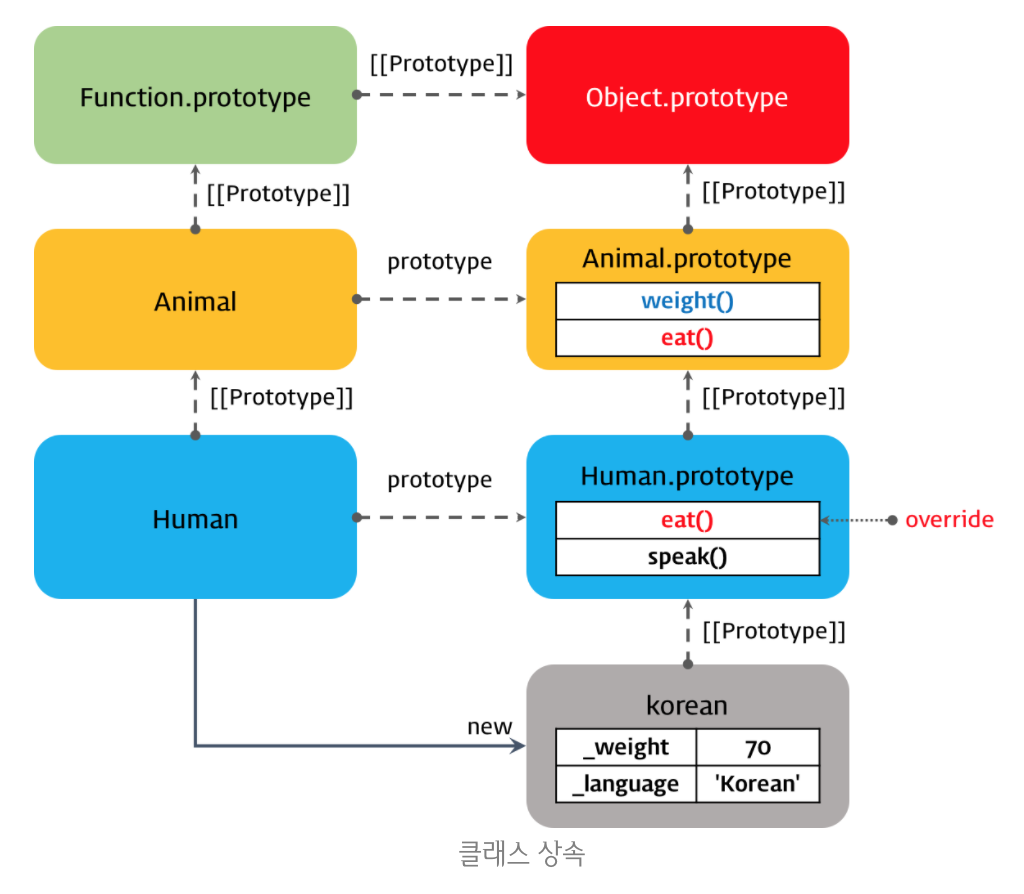 Function.prototype
[[Prototype]]
Object.prototype
[[Prototype]]
[[Prototype]]
Animal
prototype
Animal.prototype
weight()
eat()
[[Prototype]]
[[Prototype]]
Human
prototype
Human.prototype
eat()
speak()
override
[[Prototype]]
new
korean
_weight 70
_language 'Korean'
클래스 상속